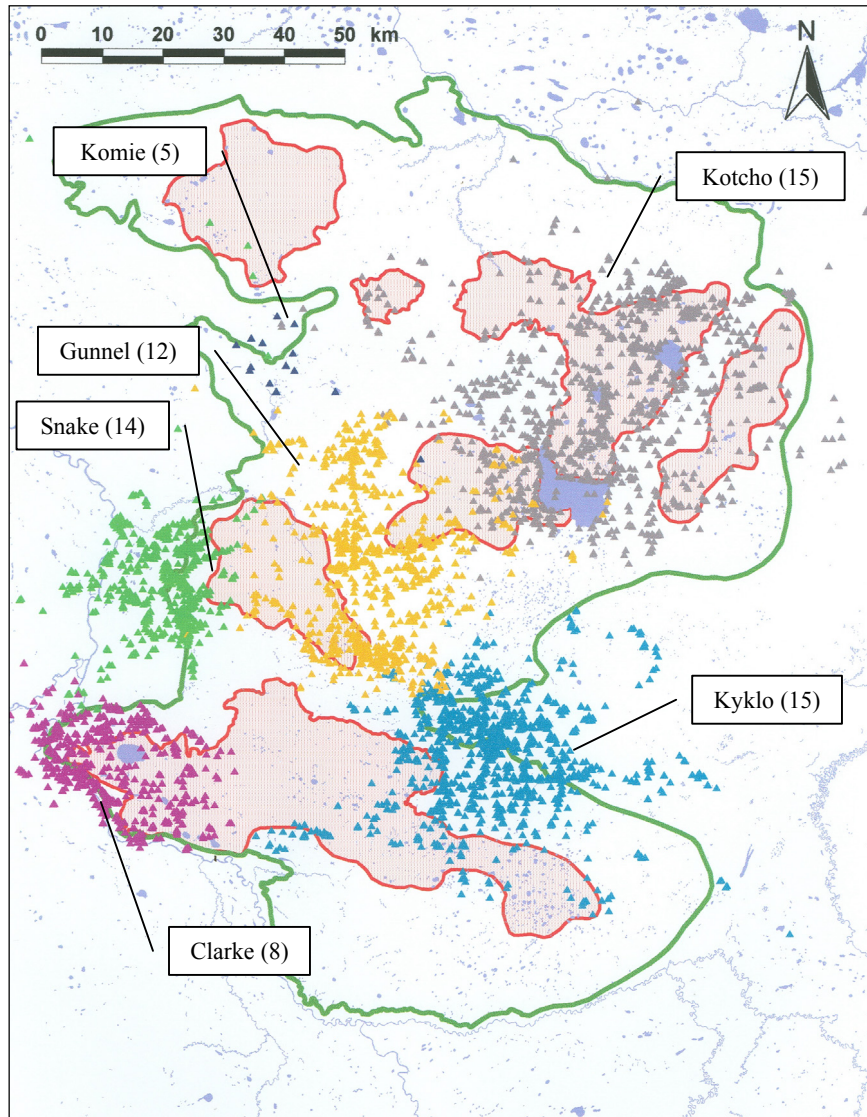 0 10 20 30 40 50 km
N
Komie (5)
Kotcho (15)
Gunnel (12)
Snake (14)
Kyklo (15)
Clarke (8)